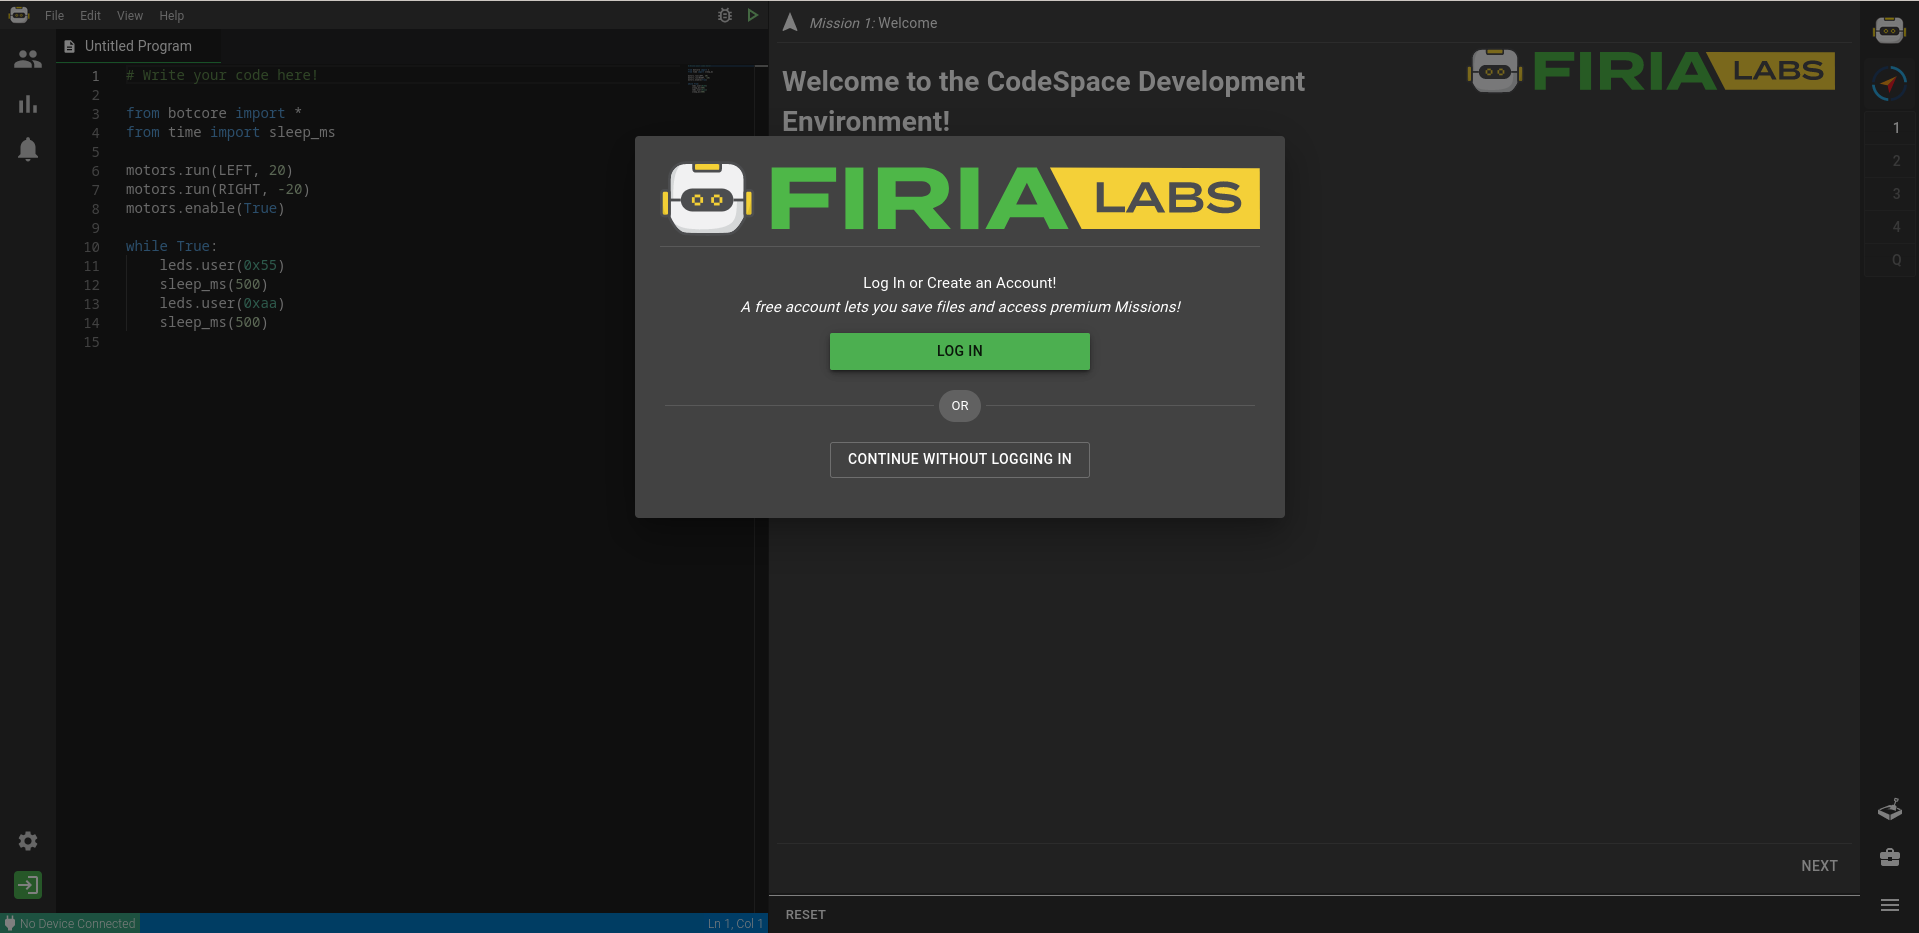 File Edit View Help
Untitled Program
1 # Write your code here!
2
3 from botcore import *
4 from time import sleep_ms
5
6 motors.run(LEFT, 20)
7 motors.run(RIGHT, -20)
8 motors.enable(True)
9
10 while True:
11 leds.user(0x55)
12 sleep_ms(500)
13 leds.user(0xaa)
14 sleep_ms(500)
15
No Device Connected
Ln 1, Col 1
Mission 1: Welcome
Welcome to the CodeSpace Development
Environment!
FIRIA LABS
FIRIA LABS
Log In or Create an Account!
A free account lets you save files and access premium Missions!
LOG IN
OR
CONTINUE WITHOUT LOGGING IN
NEXT
RESET
1
2
3
4
Q